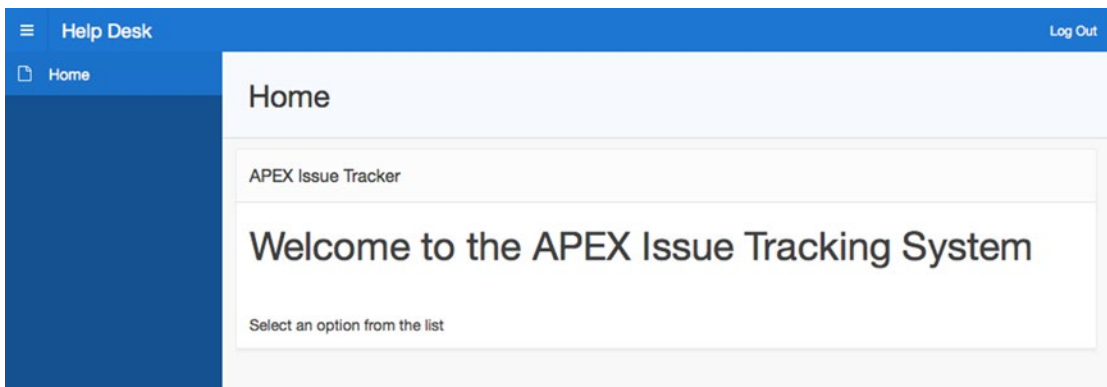 Help Desk
Log Out
Home
Home
APEX Issue Tracker
Welcome to the APEX Issue Tracking System
Select an option from the list